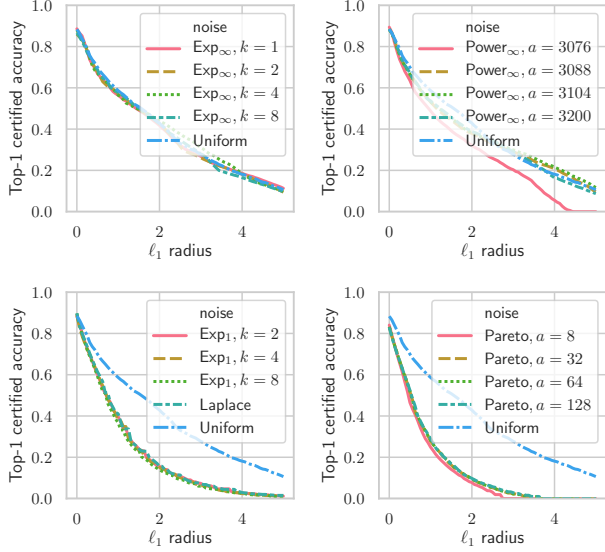 1.0
0.8
0.6
0.4
0.2
0.0
Top-1 certified accuracy
noise
Exp∞, k = 1
Exp∞, k = 2
Exp∞, k = 4
Exp∞, k = 8
Uniform
0 2 4
ℓ₁ radius
1.0
0.8
0.6
0.4
0.2
0.0
Top-1 certified accuracy
noise
Power∞, a = 3076
Power∞, a = 3088
Power∞, a = 3104
Power∞, a = 3200
Uniform
0 2 4
ℓ₁ radius
1.0
0.8
0.6
0.4
0.2
0.0
Top-1 certified accuracy
noise
Exp₁, k = 2
Exp₁, k = 4
Exp₁, k = 8
Laplace
Uniform
0 2 4
ℓ₁ radius
1.0
0.8
0.6
0.4
0.2
0.0
Top-1 certified accuracy
noise
Pareto, a = 8
Pareto, a = 32
Pareto, a = 64
Pareto, a = 128
Uniform
0 2 4
ℓ₁ radius